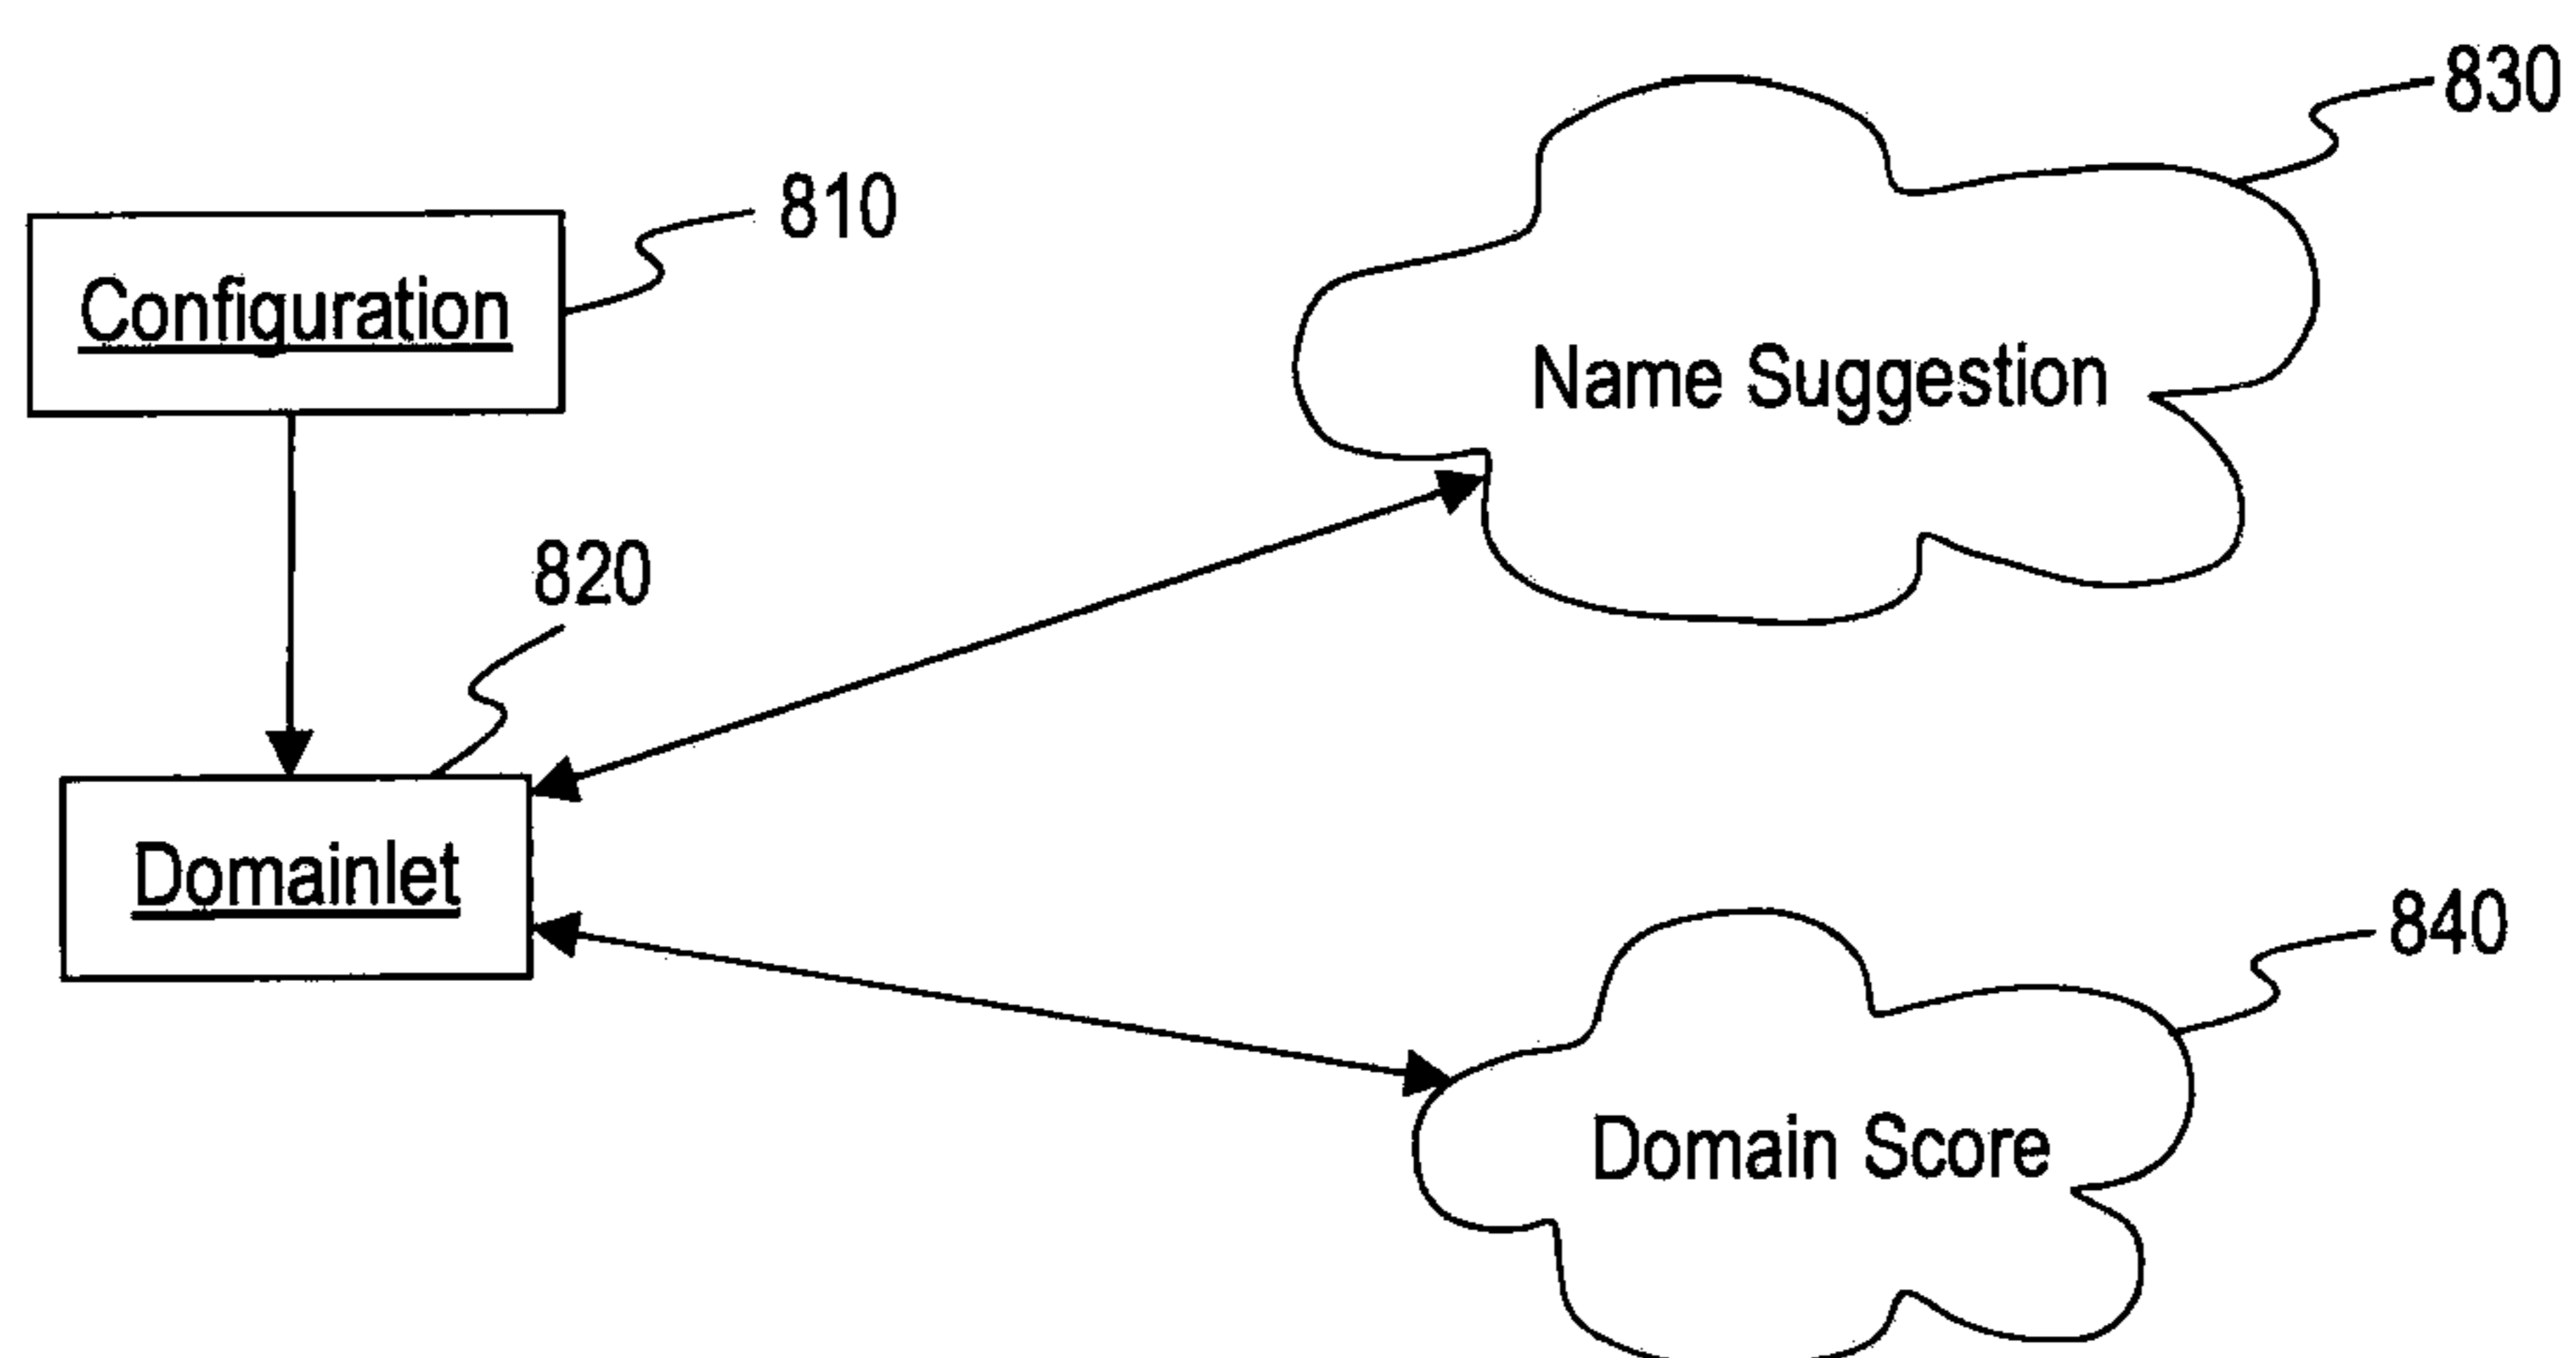 830
810
Configuration
Name Suggestion
820
Domainlet
840
Domain Score